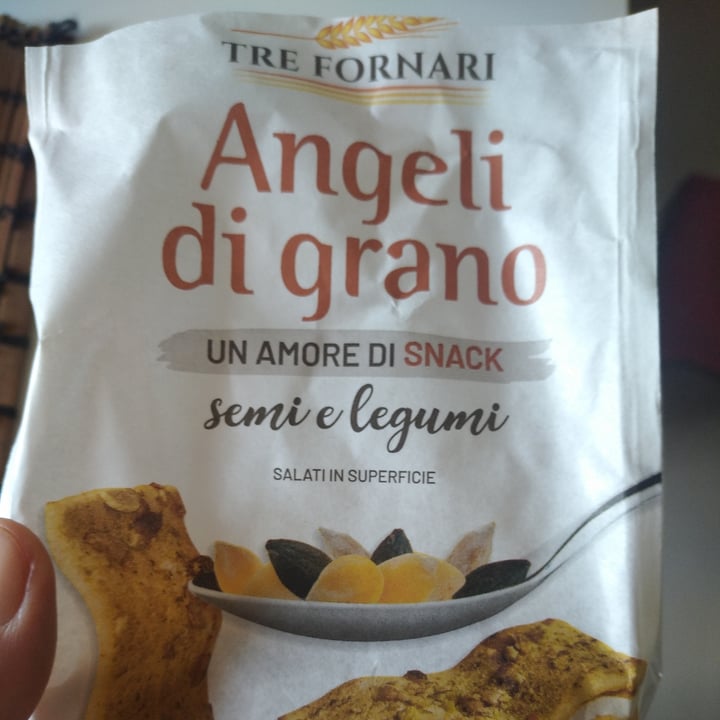 TRE FORNARI
Angeli
di grano
UN AMORE DI SNACK
semi e legumi
SALATI IN SUPERFICIE